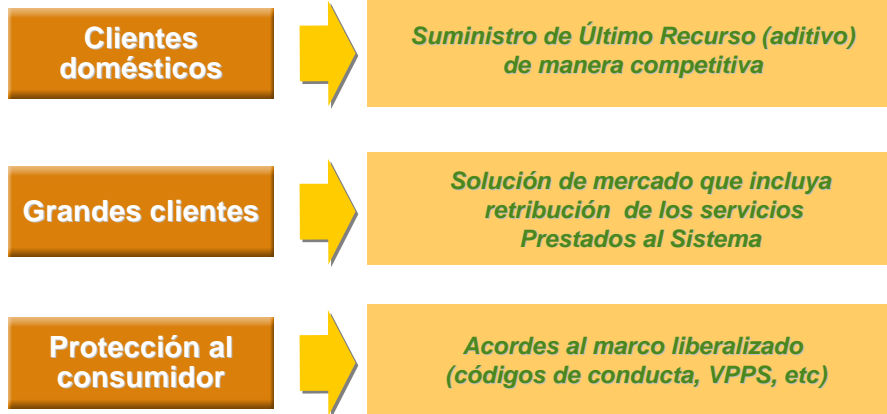 Clientes
domésticos
Suministro de Último Recurso (aditivo)
de manera competitiva
Grandes clientes
Solución de mercado que incluya
retribución de los servicios
Prestados al Sistema
Protección al
consumidor
Acordes al marco liberalizado
(códigos de conducta, VPPS, etc)